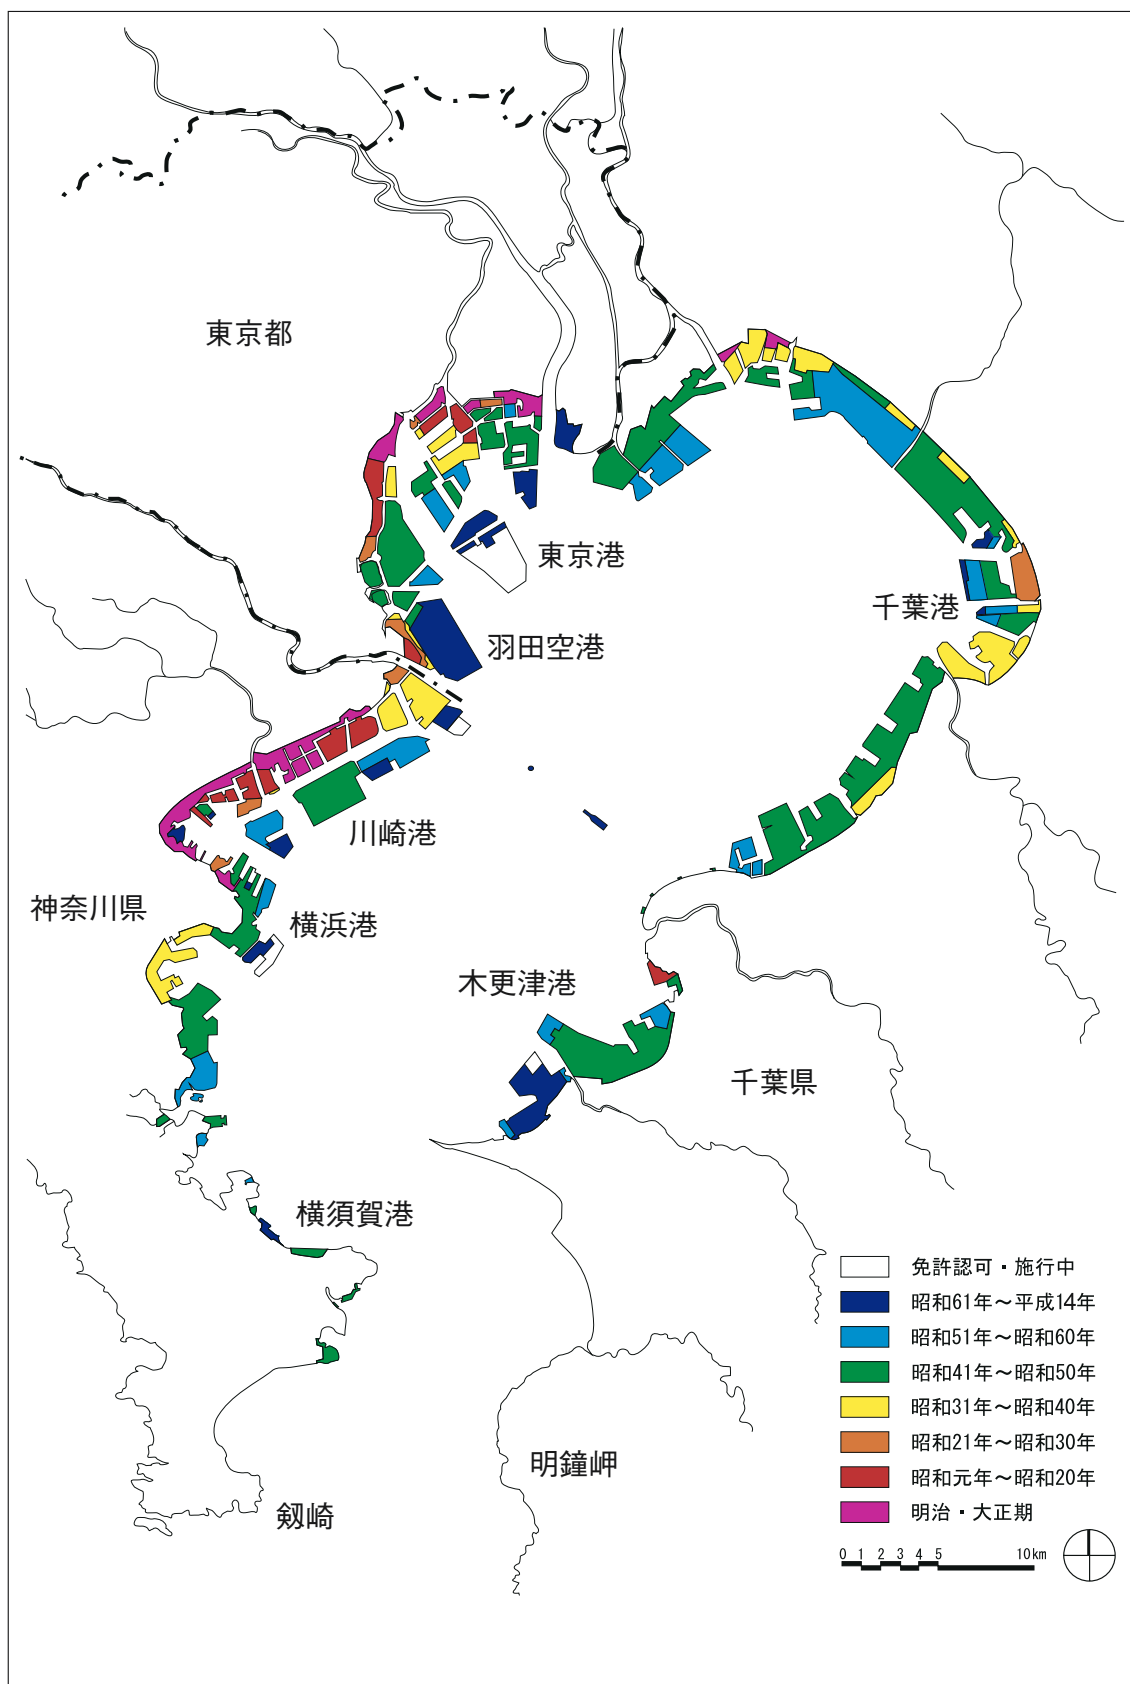 東京都
東京港
千葉港
羽田空港
川崎港
神奈川県
横浜港
木更津港
千葉県
横須賀港
明鐘岬
剱崎
免許認可・施行中
昭和61年～平成14年
昭和51年～昭和60年
昭和41年～昭和50年
昭和31年～昭和40年
昭和21年～昭和30年
昭和元年～昭和20年
明治・大正期
0 1 2 3 4 5 10km